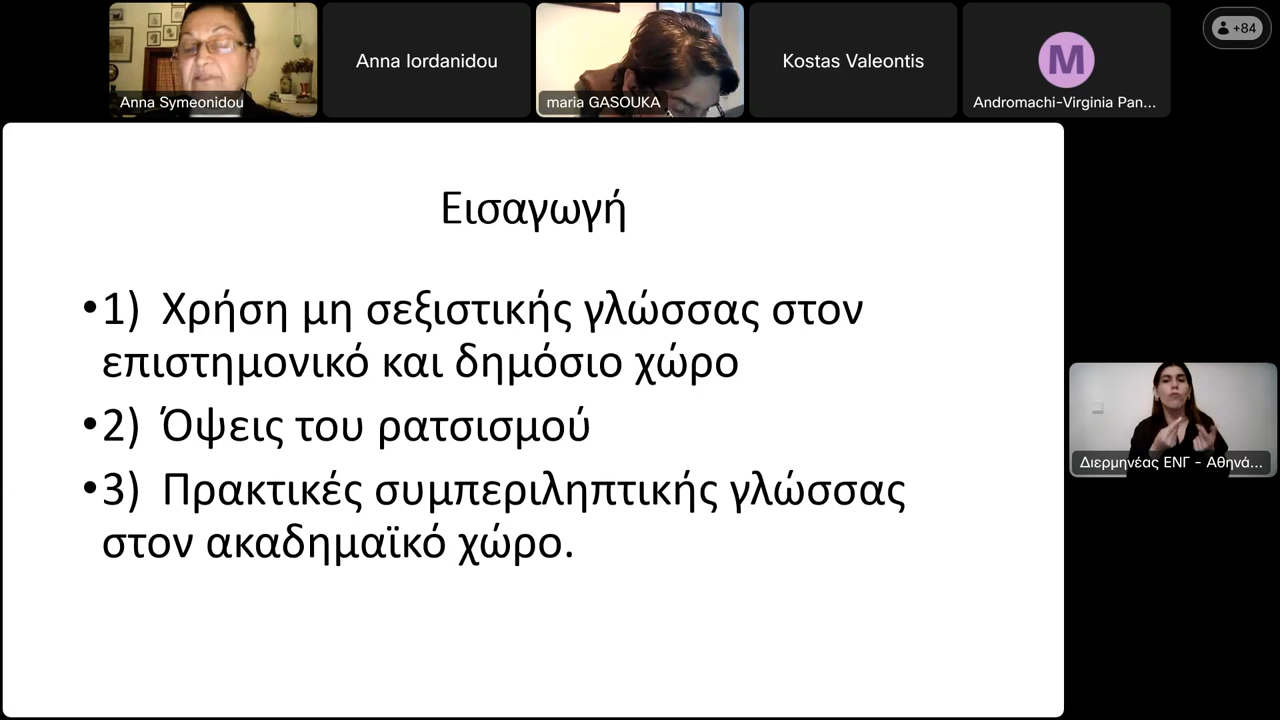 Anna Symeonidou
Anna Iordanidou
maria GASOUKA
Kostas Valeontis
M
Andromachi-Virginia Pan...
+84
Εισαγωγή
•1) Χρήση μη σεξιστικής γλώσσας στον
επιστημονικό και δημόσιο χώρο
•2) Όψεις του ρατσισμού
•3) Πρακτικές συμπεριληπτικής γλώσσας
στον ακαδημαϊκό χώρο.
Διερμηνέας ΕΝΓ - Αθηνά...